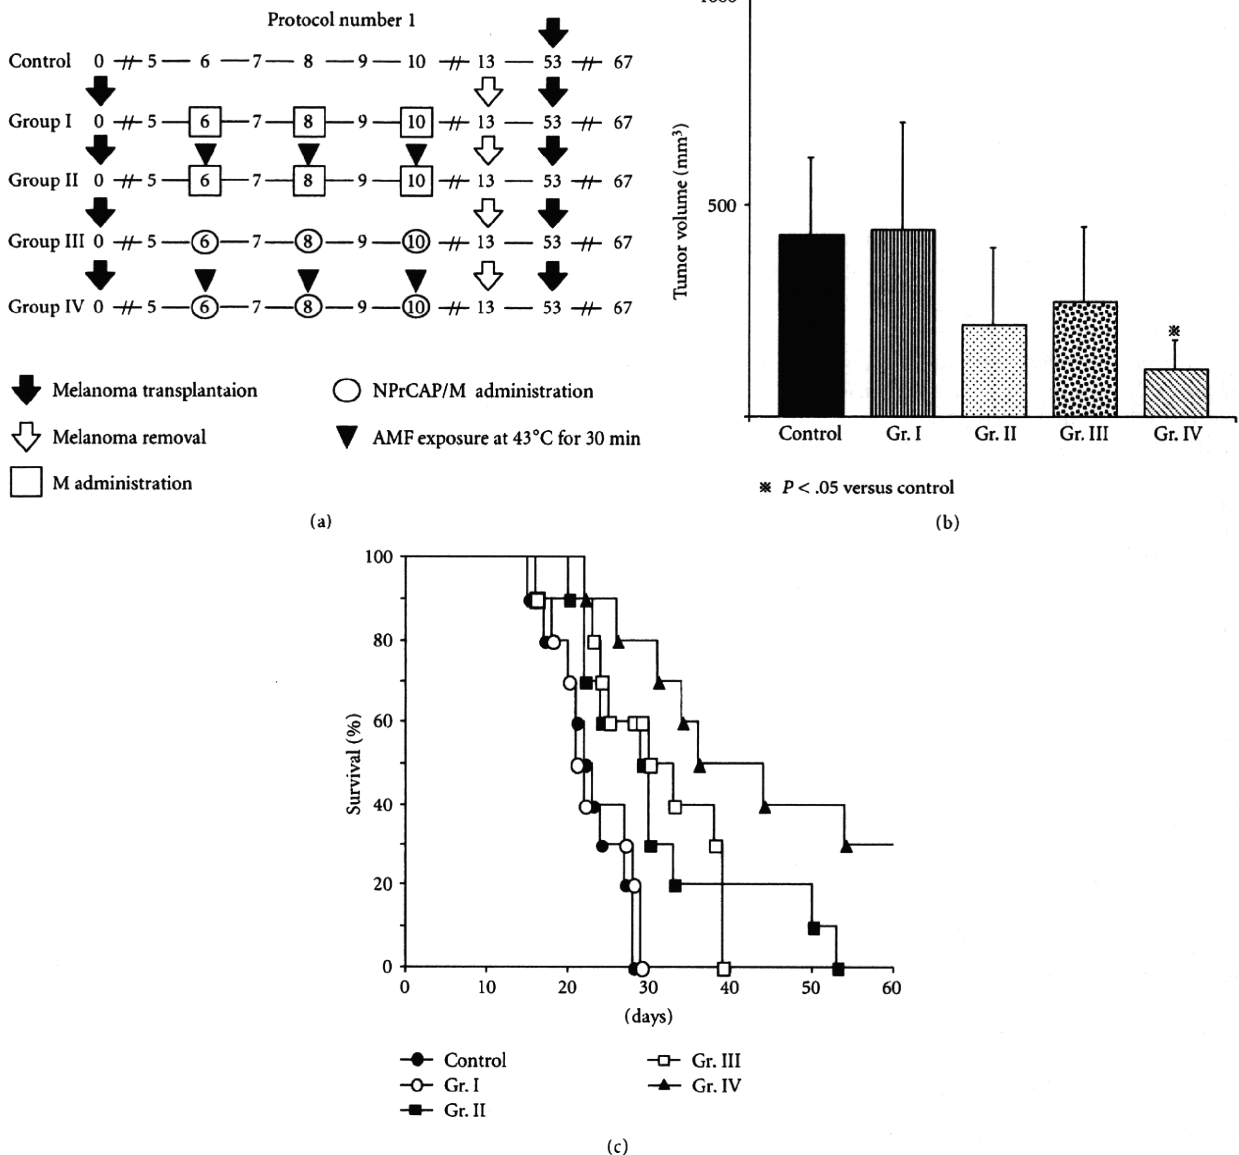 Protocol number 1
Control 0 5 6 7 8 9 10 13 53 67
Group I 0 5 6 7 8 9 10 13 53 67
Group II 0 5 6 7 8 9 10 13 53 67
Group III 0 5 6 7 8 9 10 13 53 67
Group IV 0 5 6 7 8 9 10 13 53 67
Melanoma transplantaion
Melanoma removal
M administration
NPrCAP/M administration
AMF exposure at 43°C for 30 min
(a)
Tumor volume (mm³)
500
Control Gr. I Gr. II Gr. III Gr. IV
※
※ P < .05 versus control
(b)
Survival (%)
100
80
60
40
20
0
0 10 20 30 40 50 60
(days)
Control
Gr. I
Gr. II
Gr. III
Gr. IV
(c)